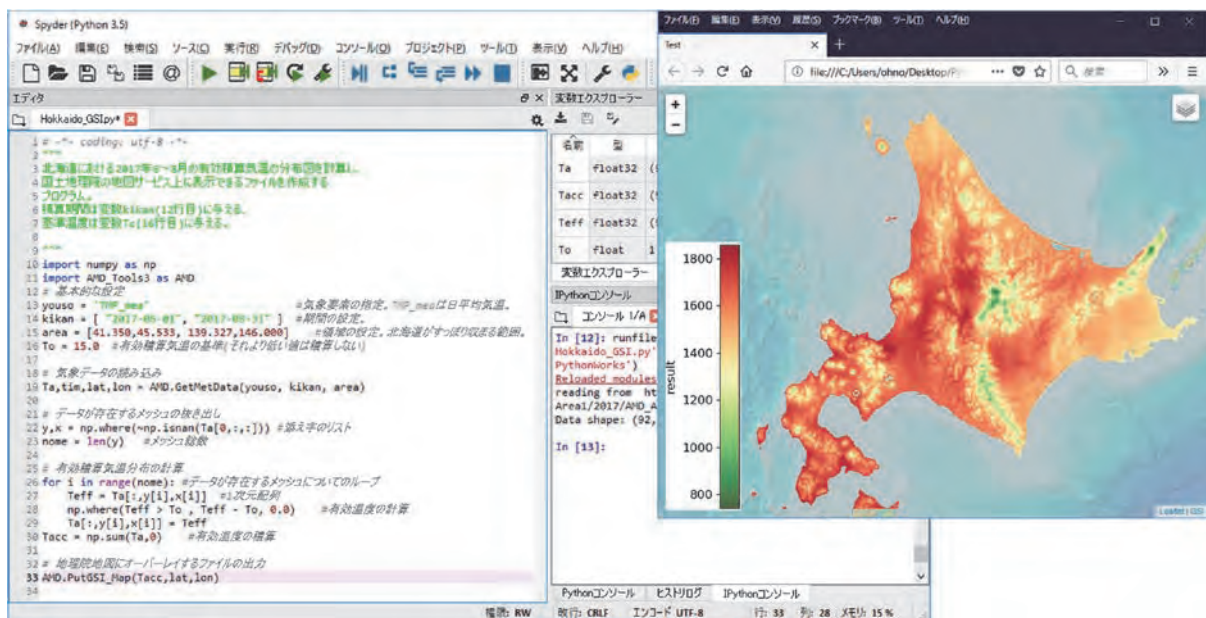 Spyder (Python 3.5)
ファイル(A) 編集(E) 検索(S) ソース(C) 実行(R) デバッグ(D) コンソール(O) プロジェクト(P) ツール(T) 表示(V) ヘルプ(H)
エディタ
Hokkaido_GSI.py*
1 # -*- coding: utf-8 -*-
2 """
3 北海道における2017年6~8月の有効積算気温の分布図を計算し、
4 国土地理院の地図サービス上に表示できるファイルを作成する
5 プログラム。
6 積算期間は変数kikan(12行目)に与える。
7 基準温度は変数Tc(16行目)に与える。
8
9 """
10 import numpy as np
11 import AMD_Tools3 as AMD
12 # 基本的な設定
13 youso = "TMP_mea" #気象要素の指定。TMP_meaは日平均気温。
14 kikan = [ "2017-06-01", "2017-08-31" ] #期間の設定。
15 area = [41.350,45.533, 139.327,146.000] #領域の設定。北海道がすっぽり収まる範囲。
16 To = 15.0 #有効積算気温の基準(それより低い値は積算しない)
17
18 # 気象データの読み込み
19 Ta,tim,lat,lon = AMD.GetMetData(youso, kikan, area)
20
21 # データが存在するメッシュの抜き出し
22 y,x = np.where(~np.isnan(Ta[0,:,:])) #添え字のリスト
23 nome = len(y) #メッシュ総数
24
25 # 有効積算気温分布の計算
26 for i in range(nome): #データが存在するメッシュについてのループ
27 Teff = Ta[:,y[i],x[i]] #1次元配列
28 np.where(Teff > To , Teff - To, 0.0) #有効温度の計算
29 Ta[:,y[i],x[i]] = Teff
30 Tacc = np.sum(Ta,0) #有効温度の積算
31
32 # 地理院地図にオーバーレイするファイルの出力
33 AMD.PutGSI_Map(Tacc,lat,lon)
34
変数エクスプローラー
名前 型
Ta float32
Tacc float32
Teff float32
To float 1
変数エクスプローラー
IPythonコンソール
コンソール 1/A
In [12]: runfile
Hokkaido_GSI.py'
PythonWorks')
Reloaded modules
reading from ht
Area1/2017/AMD_A
Data shape: (92,
In [13]:
Pythonコンソール ヒストリログ IPythonコンソール
権限: RW 改行: CRLF エンコード UTF-8 行: 33 列: 28 メモリ: 15 %
ファイル(F) 編集(E) 表示(V) 履歴(S) ブックマーク(B) ツール(T) ヘルプ(H)
Test
file:///C:/Users/ohno/Desktop/P
検索
+
−
result
1800
1600
1400
1200
1000
800
Leaflet | GSI